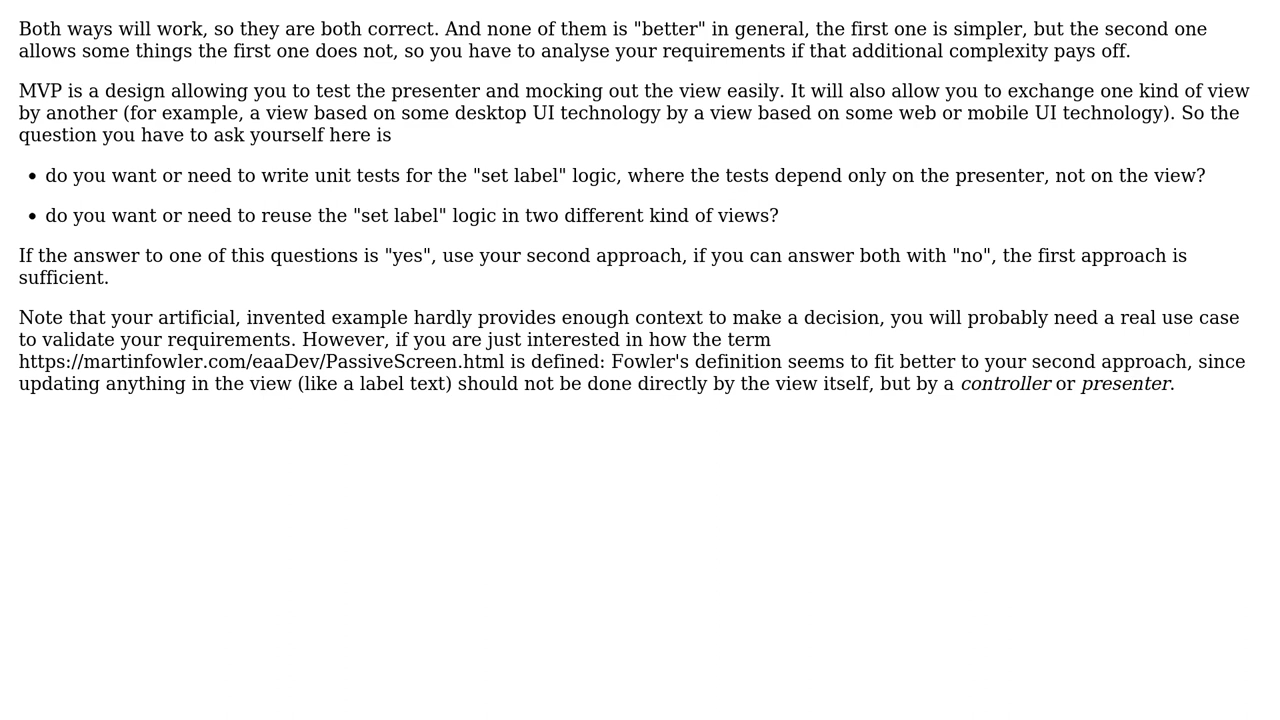 Both ways will work, so they are both correct. And none of them is "better" in general, the first one is simpler, but the second one
allows some things the first one does not, so you have to analyse your requirements if that additional complexity pays off.
MVP is a design allowing you to test the presenter and mocking out the view easily. It will also allow you to exchange one kind of view
by another (for example, a view based on some desktop UI technology by a view based on some web or mobile UI technology). So the
question you have to ask yourself here is
• do you want or need to write unit tests for the "set label" logic, where the tests depend only on the presenter, not on the view?
• do you want or need to reuse the "set label" logic in two different kind of views?
If the answer to one of this questions is "yes", use your second approach, if you can answer both with "no", the first approach is
sufficient.
Note that your artificial, invented example hardly provides enough context to make a decision, you will probably need a real use case
to validate your requirements. However, if you are just interested in how the term
https://martinfowler.com/eaaDev/PassiveScreen.html is defined: Fowler's definition seems to fit better to your second approach, since
updating anything in the view (like a label text) should not be done directly by the view itself, but by a controller or presenter.